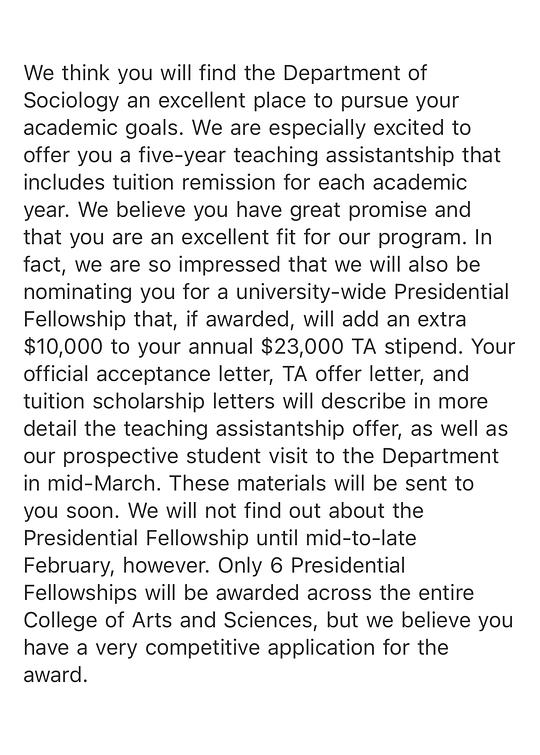 We think you will find the Department of
Sociology an excellent place to pursue your
academic goals. We are especially excited to
offer you a five-year teaching assistantship that
includes tuition remission for each academic
year. We believe you have great promise and
that you are an excellent fit for our program. In
fact, we are so impressed that we will also be
nominating you for a university-wide Presidential
Fellowship that, if awarded, will add an extra
$10,000 to your annual $23,000 TA stipend. Your
official acceptance letter, TA offer letter, and
tuition scholarship letters will describe in more
detail the teaching assistantship offer, as well as
our prospective student visit to the Department
in mid-March. These materials will be sent to
you soon. We will not find out about the
Presidential Fellowship until mid-to-late
February, however. Only 6 Presidential
Fellowships will be awarded across the entire
College of Arts and Sciences, but we believe you
have a very competitive application for the
award.